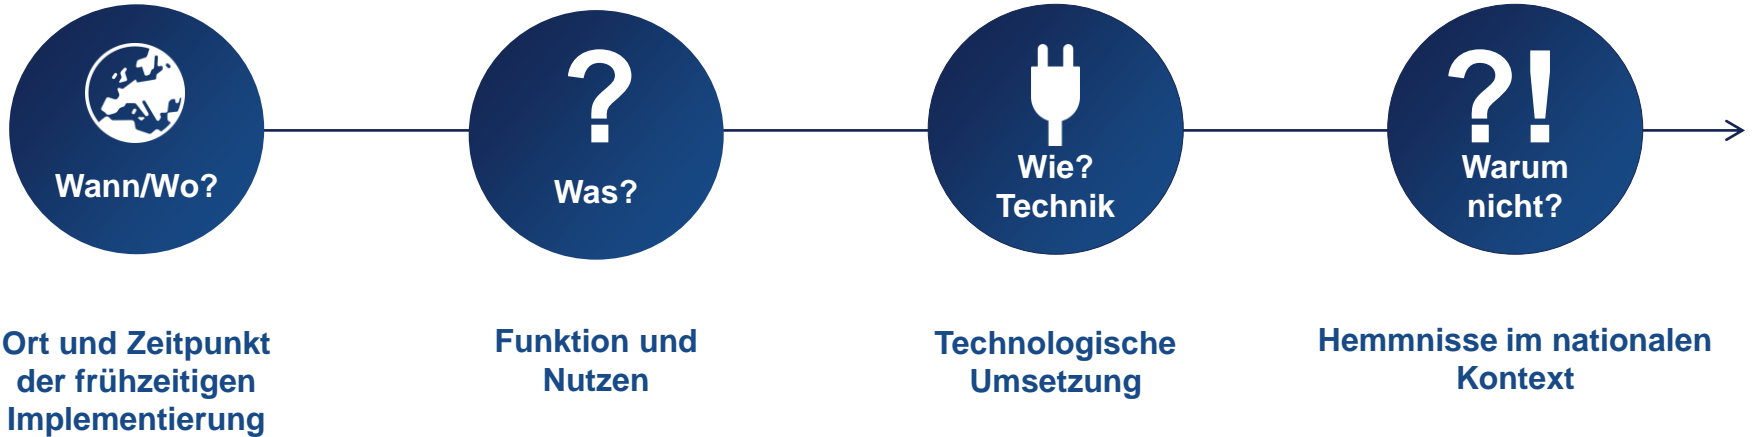 Wann/Wo?
Ort und Zeitpunkt
der frühzeitigen
Implementierung
?
Was?
Funktion und
Nutzen
Wie?
Technik
Technologische
Umsetzung
?!
Warum
nicht?
Hemmnisse im nationalen
Kontext